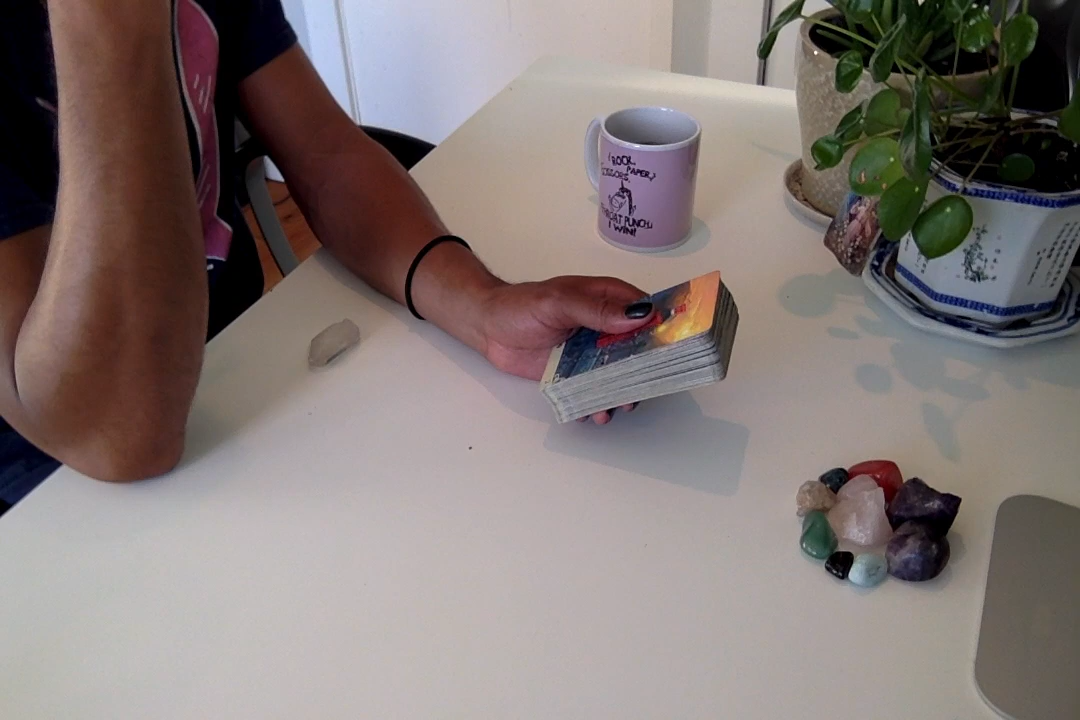 I ROCK,
PAPER,
SCISSORS,
THROAT PUNCH,
I WIN!